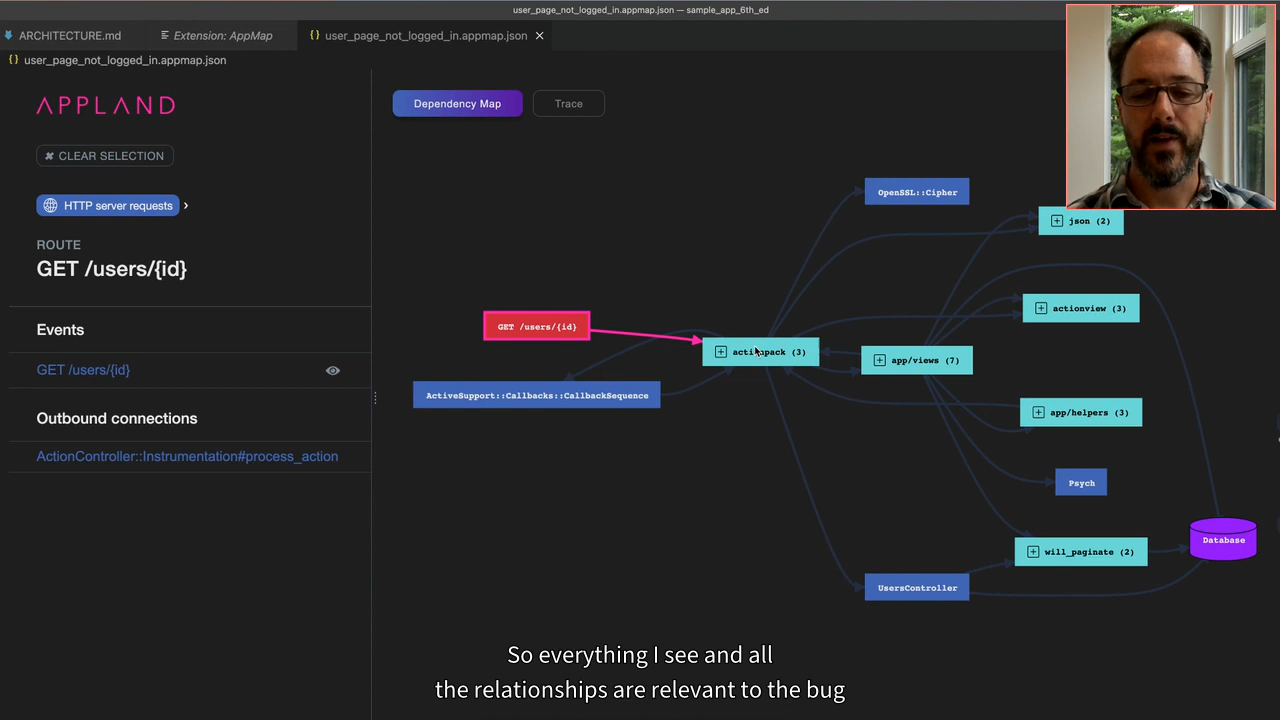 user_page_not_logged_in.appmap.json — sample_app_6th_ed
ARCHITECTURE.md
Extension: AppMap
{} user_page_not_logged_in.appmap.json
{} user_page_not_logged_in.appmap.json
APPLAND
CLEAR SELECTION
HTTP server requests
ROUTE
GET /users/{id}
Events
GET /users/{id}
Outbound connections
ActionController::Instrumentation#process_action
Dependency Map
Trace
OpenSSL::Cipher
json (2)
actionview (3)
GET /users/{id}
actionpack (3)
app/views (7)
ActiveSupport::Callbacks::CallbackSequence
app/helpers (3)
Psych
Database
will_paginate (2)
UsersController
So everything I see and all
the relationships are relevant to the bug